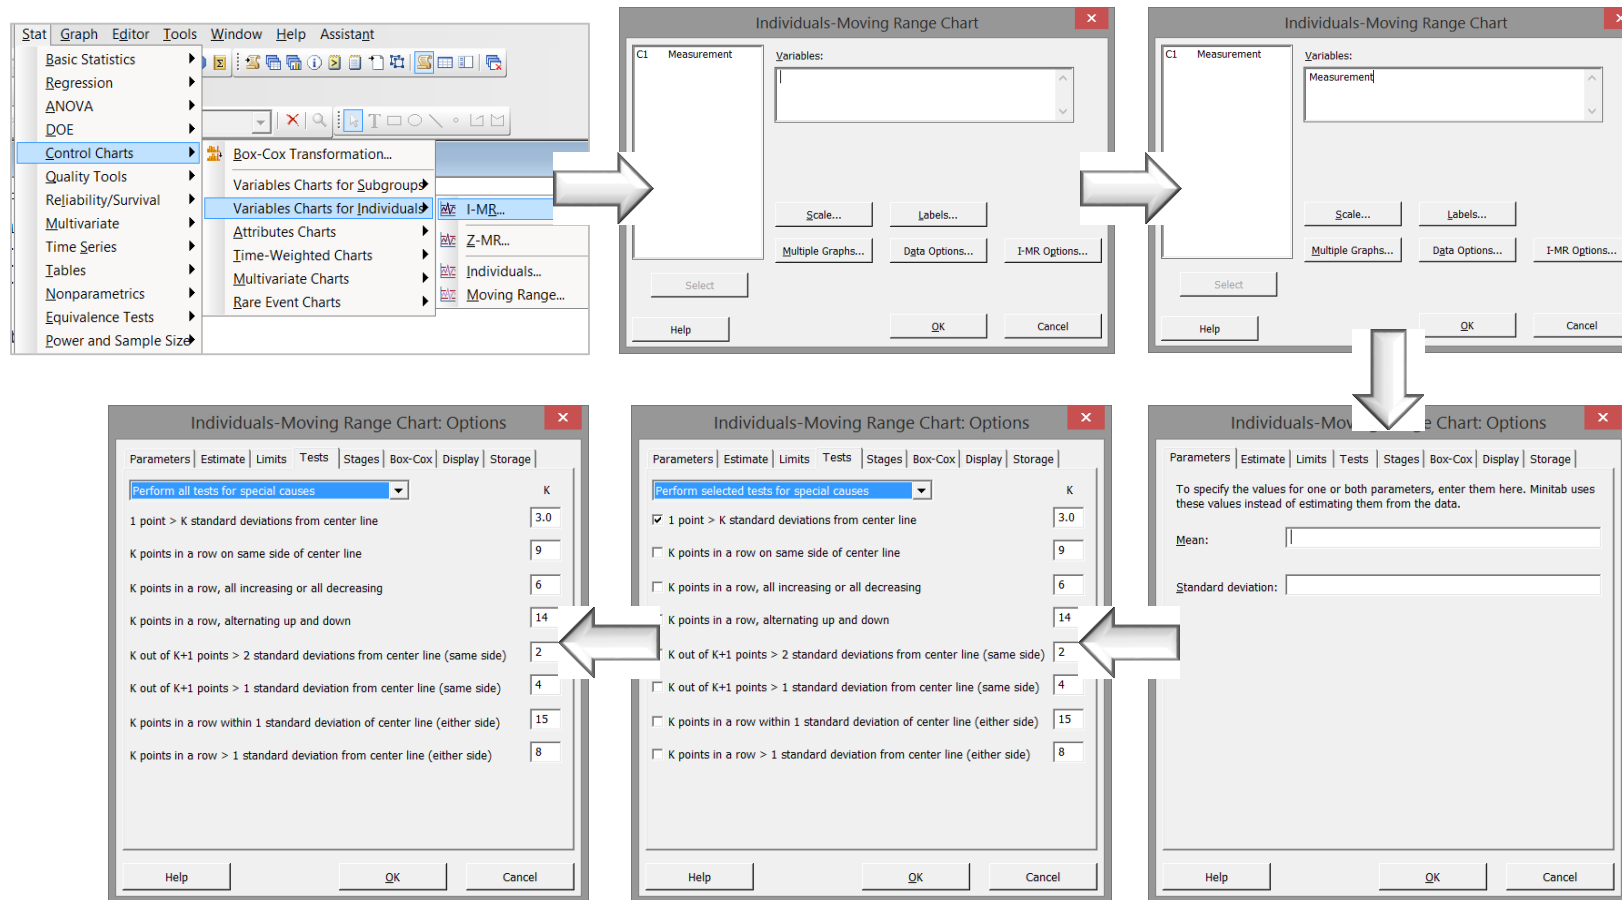 Stat Graph Editor Tools Window Help Assistant
Basic Statistics
Regression
ANOVA
DOE
Control Charts
Quality Tools
Reliability/Survival
Multivariate
Time Series
Tables
Nonparametrics
Equivalence Tests
Power and Sample Size
Box-Cox Transformation...
Variables Charts for Subgroups
Variables Charts for Individuals
Attributes Charts
Time-Weighted Charts
Multivariate Charts
Rare Event Charts
I-MR...
Z-MR...
Individuals...
Moving Range...
Individuals-Moving Range Chart
C1 Measurement
Variables:
Scale... Labels...
Multiple Graphs... Data Options... I-MR Options...
Select
Help OK Cancel
Individuals-Moving Range Chart
C1 Measurement
Variables:
Measurement
Scale... Labels...
Multiple Graphs... Data Options... I-MR Options...
Select
Help OK Cancel
Individuals-Moving Range Chart: Options
Parameters Estimate Limits Tests Stages Box-Cox Display Storage
Perform all tests for special causes K
1 point > K standard deviations from center line 3.0
K points in a row on same side of center line 9
K points in a row, all increasing or all decreasing 6
K points in a row, alternating up and down 14
K out of K+1 points > 2 standard deviations from center line (same side) 2
K out of K+1 points > 1 standard deviation from center line (same side) 4
K points in a row within 1 standard deviation of center line (either side) 15
K points in a row > 1 standard deviation from center line (either side) 8
Help OK Cancel
Individuals-Moving Range Chart: Options
Parameters Estimate Limits Tests Stages Box-Cox Display Storage
Perform selected tests for special causes K
1 point > K standard deviations from center line 3.0
K points in a row on same side of center line 9
K points in a row, all increasing or all decreasing 6
K points in a row, alternating up and down 14
K out of K+1 points > 2 standard deviations from center line (same side) 2
K out of K+1 points > 1 standard deviation from center line (same side) 4
K points in a row within 1 standard deviation of center line (either side) 15
K points in a row > 1 standard deviation from center line (either side) 8
Help OK Cancel
Individuals-Mov e Chart: Options
Parameters Estimate Limits Tests Stages Box-Cox Display Storage
To specify the values for one or both parameters, enter them here. Minitab uses
these values instead of estimating them from the data.
Mean:
Standard deviation:
Help OK Cancel